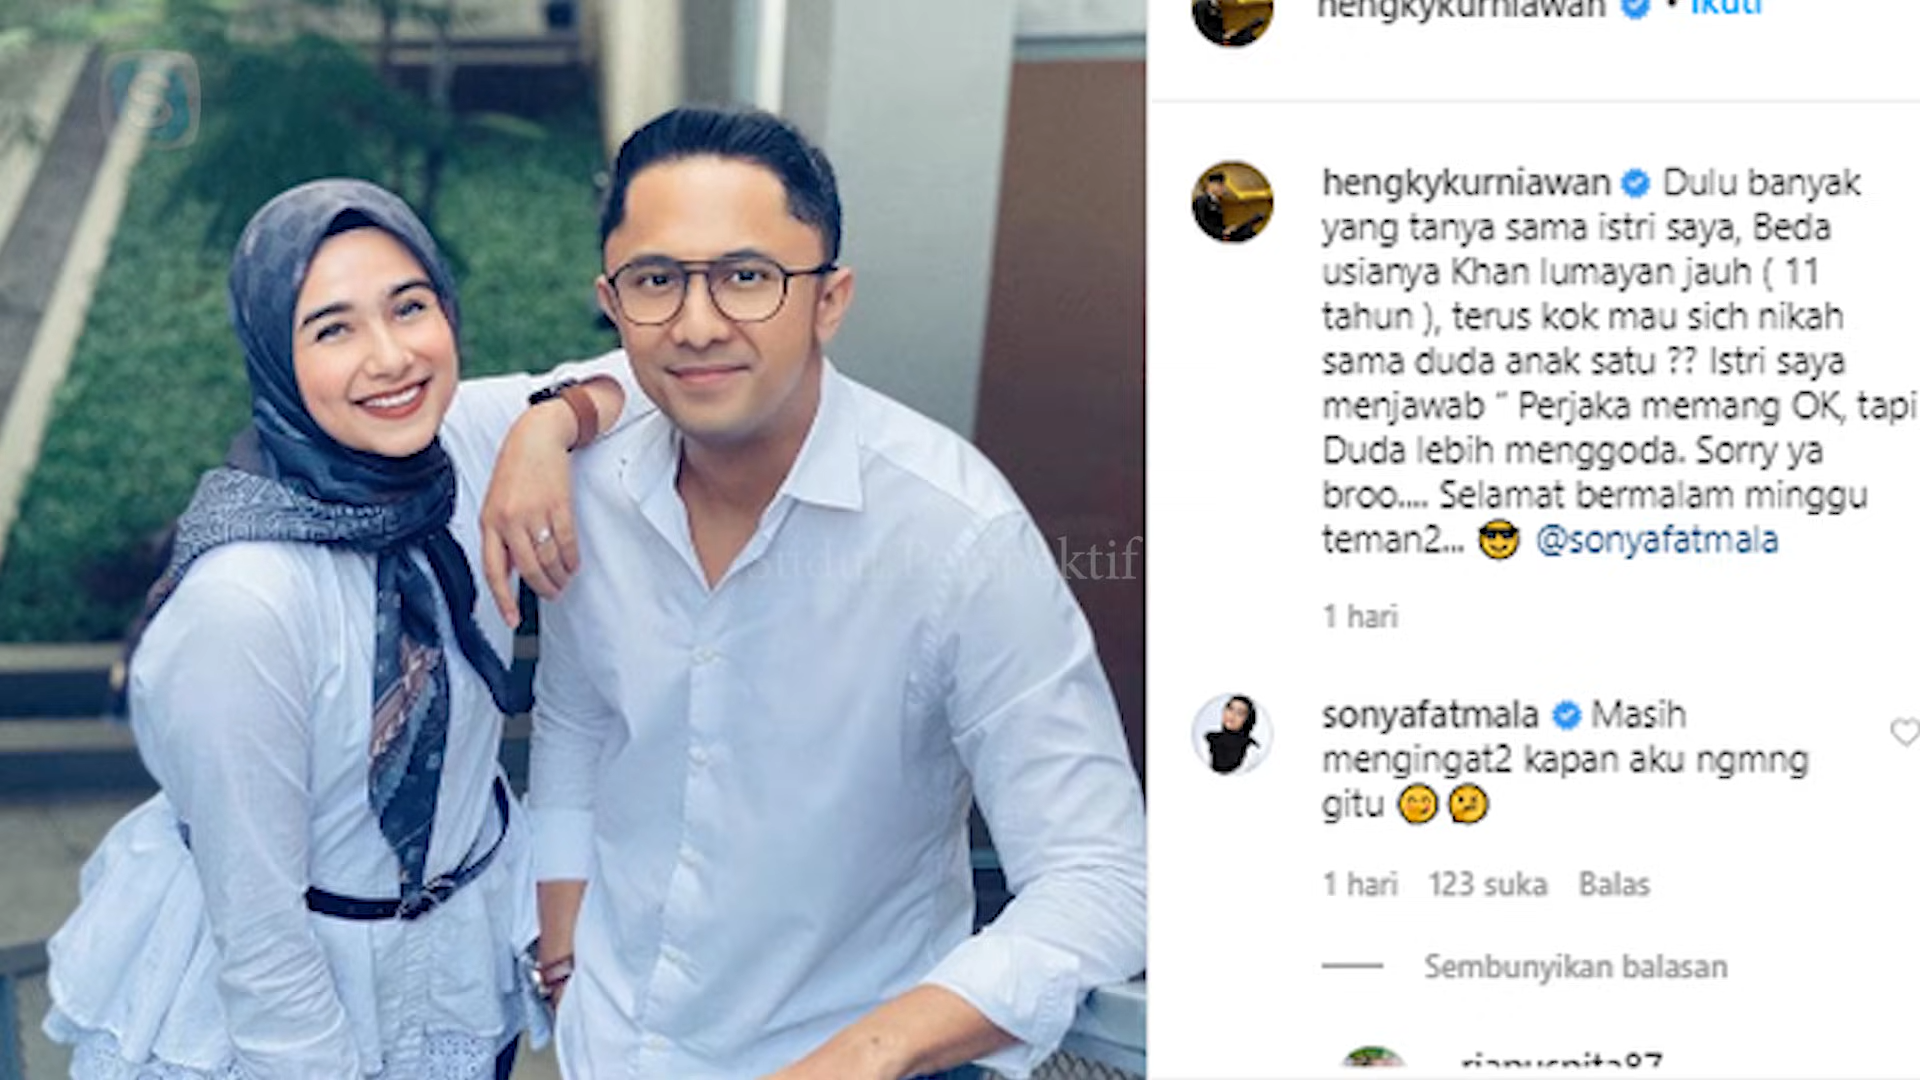 hengkykurniawan • Ikuti
hengkykurniawan Dulu banyak
yang tanya sama istri saya, Beda
usianya Khan lumayan jauh ( 11
tahun ), terus kok mau sich nikah
sama duda anak satu ?? Istri saya
menjawab " Perjaka memang OK, tapi
Duda lebih menggoda. Sorry ya
broo.... Selamat bermalam minggu
teman2... 😎 @sonyafatmala
1 hari
sonyafatmala Masih
mengingat2 kapan aku ngmng
gitu 😋🤔
1 hari 123 suka Balas
Sembunyikan balasan
S